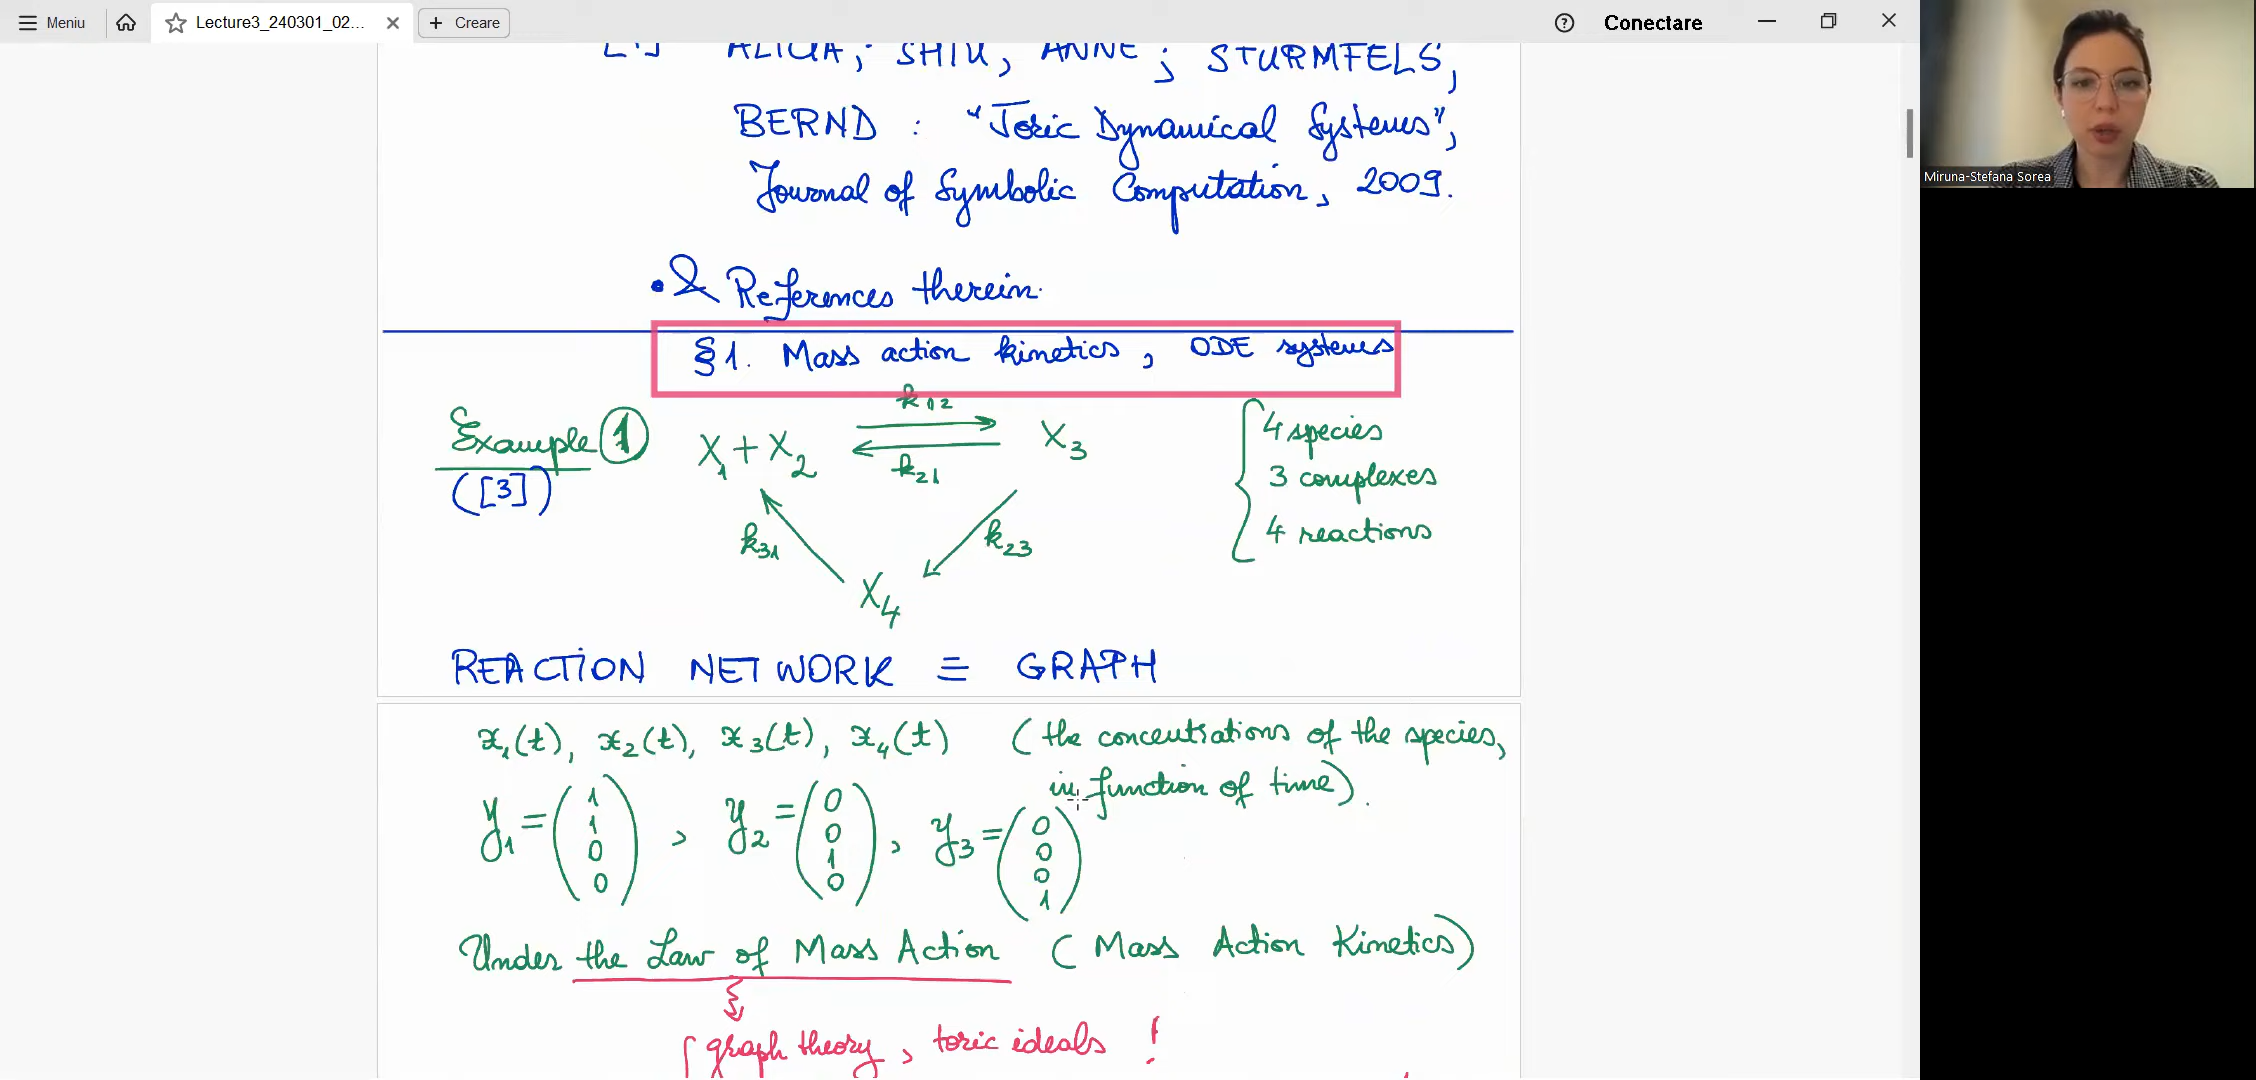 Meniu
Lecture3_240301_02...
+ Creare
Conectare
Miruna-Stefana Sorea
ALICIA; SHIU, ANNE; STURMFELS,
BERND : "Toric Dynamical Systems",
Journal of Symbolic Computation, 2009.
• & References therein.
§1. Mass action kinetics, ODE systems
Example 1
([3])
X₁+X₂
k₁₂
k₂₁
X₃
k₃₁
k₂₃
X₄
4 species
3 complexes
4 reactions
REACTION NETWORK ≡ GRAPH
x₁(t), x₂(t), x₃(t), x₄(t) (the concentrations of the species,
in function of time).
y₁ = (1 1 0 0), y₂ = (0 0 1 0), y₃ = (0 0 0 1)
Under the Law of Mass Action (Mass Action Kinetics)
graph theory, toric ideals !